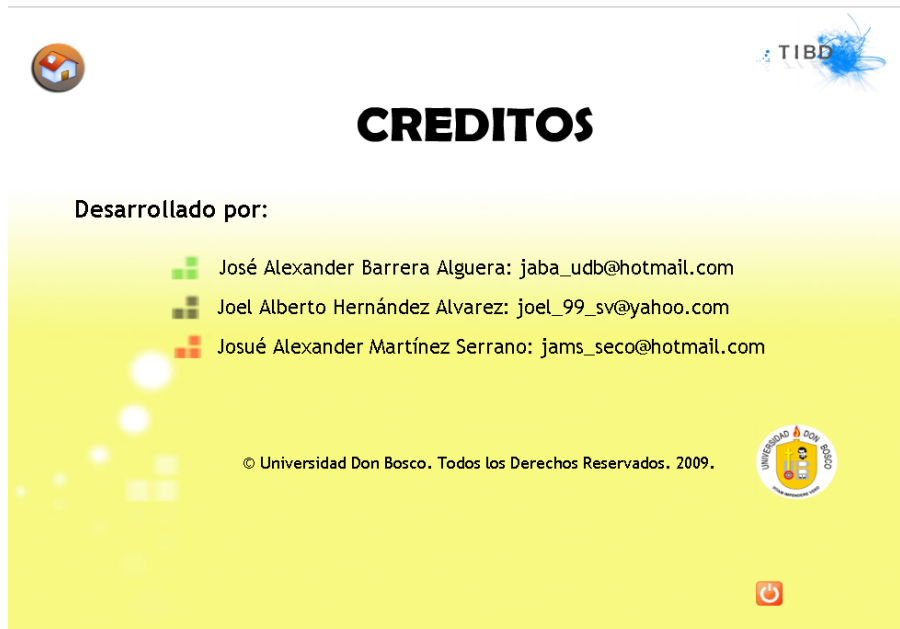 TIBD
CREDITOS
Desarrollado por:
José Alexander Barrera Alguera: jaba_udb@hotmail.com
Joel Alberto Hernández Alvarez: joel_99_sv@yahoo.com
Josué Alexander Martínez Serrano: jams_seco@hotmail.com
© Universidad Don Bosco. Todos los Derechos Reservados. 2009.
UNIVERSIDAD DON BOSCO